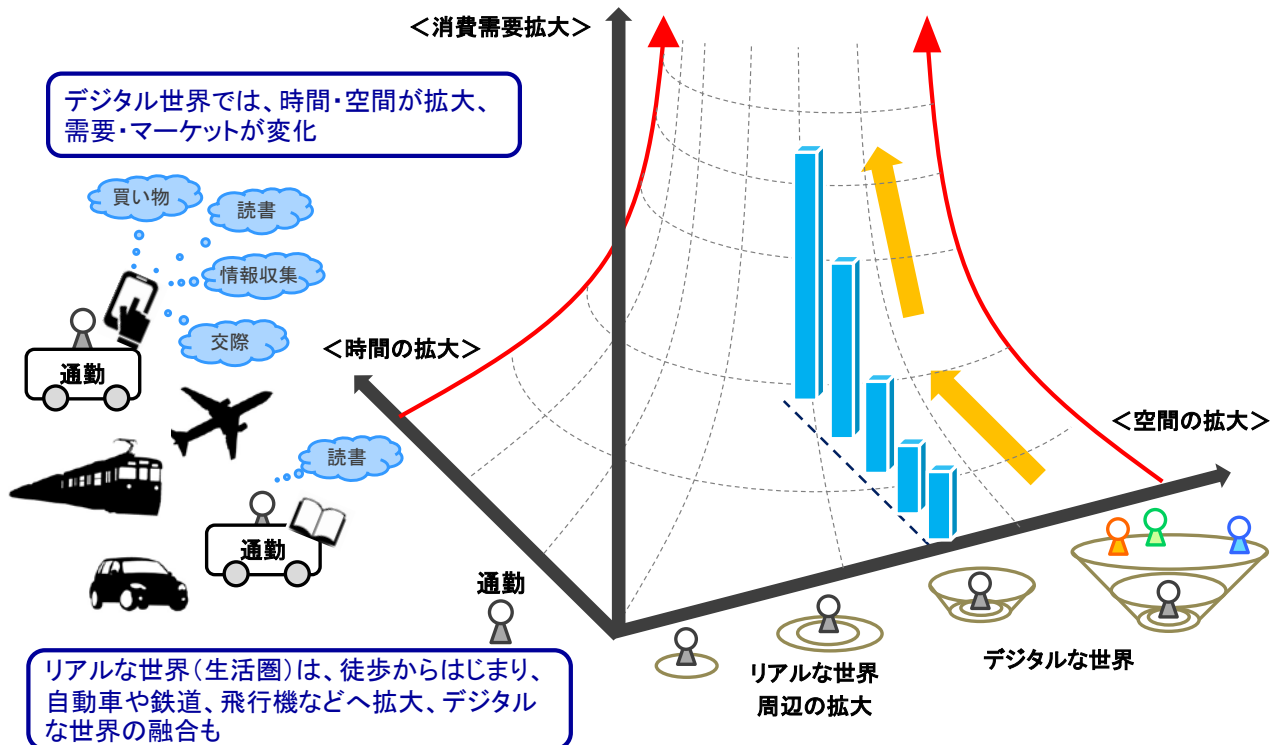 ＜消費需要拡大＞
デジタル世界では、時間・空間が拡大、
需要・マーケットが変化
買い物
読書
情報収集
交際
通勤
＜時間の拡大＞
＜空間の拡大＞
読書
通勤
通勤
リアルな世界（生活圏）は、徒歩からはじまり、
自動車や鉄道、飛行機などへ拡大、デジタル
な世界の融合も
リアルな世界
周辺の拡大
デジタルな世界